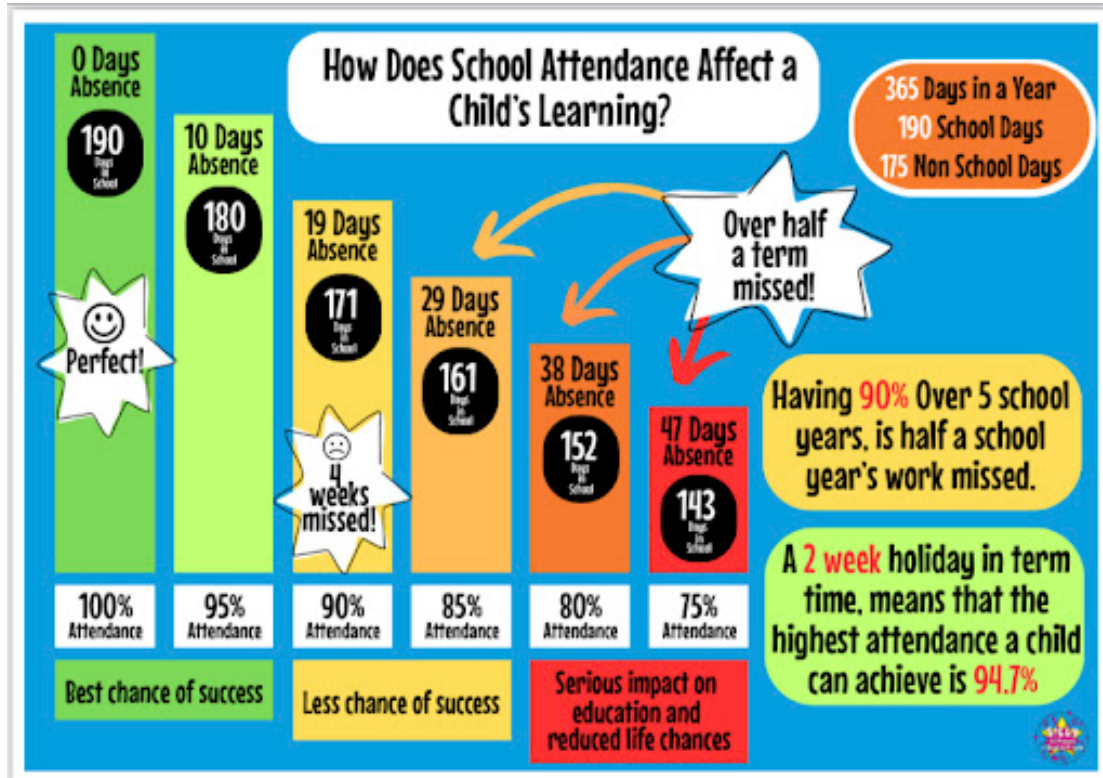 How Does School Attendance Affect a
Child's Learning?
365 Days in a Year
190 School Days
175 Non School Days
0 Days
Absence
190
Days
in
School
Perfect!
10 Days
Absence
180
Days
in
School
19 Days
Absence
171
Days
in
School
4
weeks
missed!
29 Days
Absence
161
Days
in
School
38 Days
Absence
152
Days
in
School
47 Days
Absence
143
Days
in
School
Over half
a term
missed!
100%
Attendance
95%
Attendance
90%
Attendance
85%
Attendance
80%
Attendance
75%
Attendance
Best chance of success
Less chance of success
Serious impact on
education and
reduced life chances
Having 90% Over 5 school
years, is half a school
year's work missed.
A 2 week holiday in term
time, means that the
highest attendance a child
can achieve is 94.7%